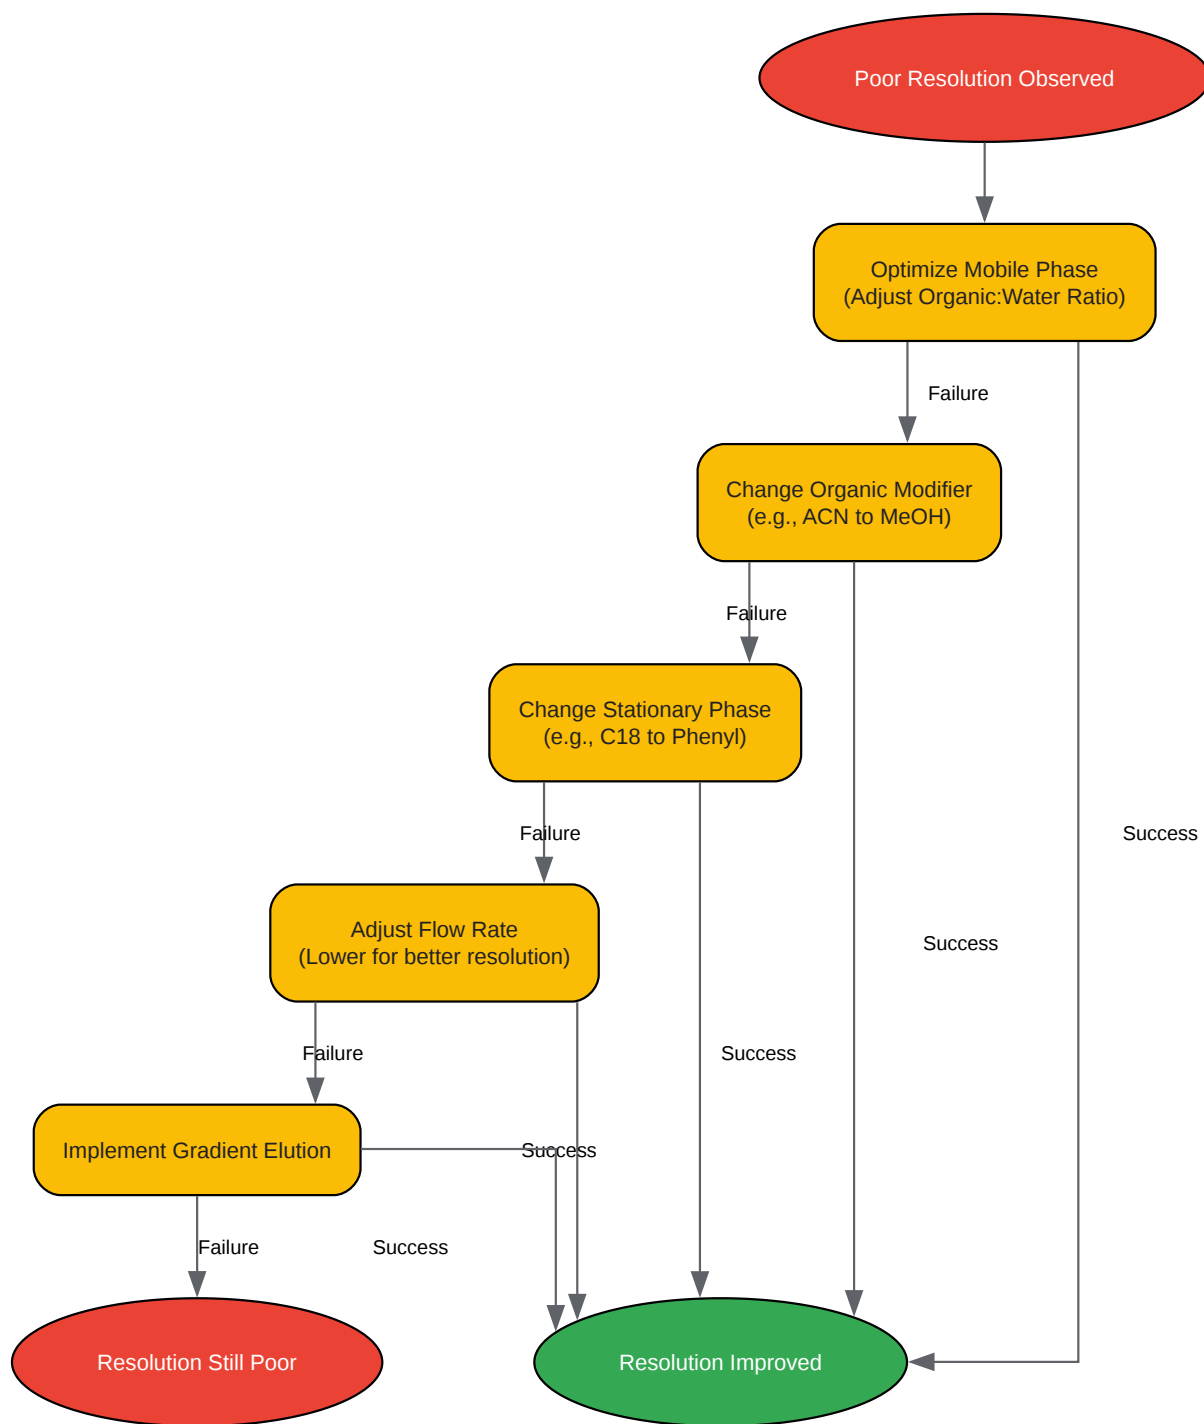 Poor Resolution Observed
Optimize Mobile Phase
(Adjust Organic:Water Ratio)
Failure
Change Organic Modifier
(e.g., ACN to MeOH)
Failure
Change Stationary Phase
(e.g., C18 to Phenyl)
Failure
Success
Adjust Flow Rate
(Lower for better resolution)
Success
Failure
Success
Implement Gradient Elution
Success
Failure
Success
Resolution Still Poor
Resolution Improved